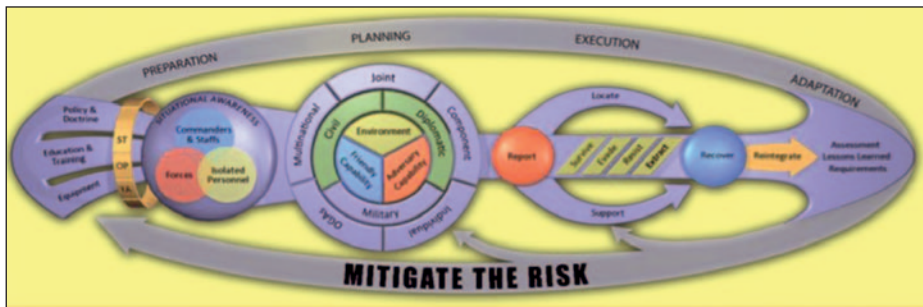 PREPARATION
PLANNING
EXECUTION
ADAPTATION
Policy &
Doctrine
Education &
Training
Equipment
ST
OP
TA
SITUATIONAL AWARENESS
Commanders
& Staffs
Forces
Isolated
Personnel
Joint
Multinational
Component
OGAs
Individual
Military
Civil
Diplomatic
Environment
Friendly
Capability
Adversary
Capability
Report
Locate
Survive
Evade
Resist
Extract
Support
Recover
Reintegrate
Assessment
Lessons Learned
Requirements
MITIGATE THE RISK